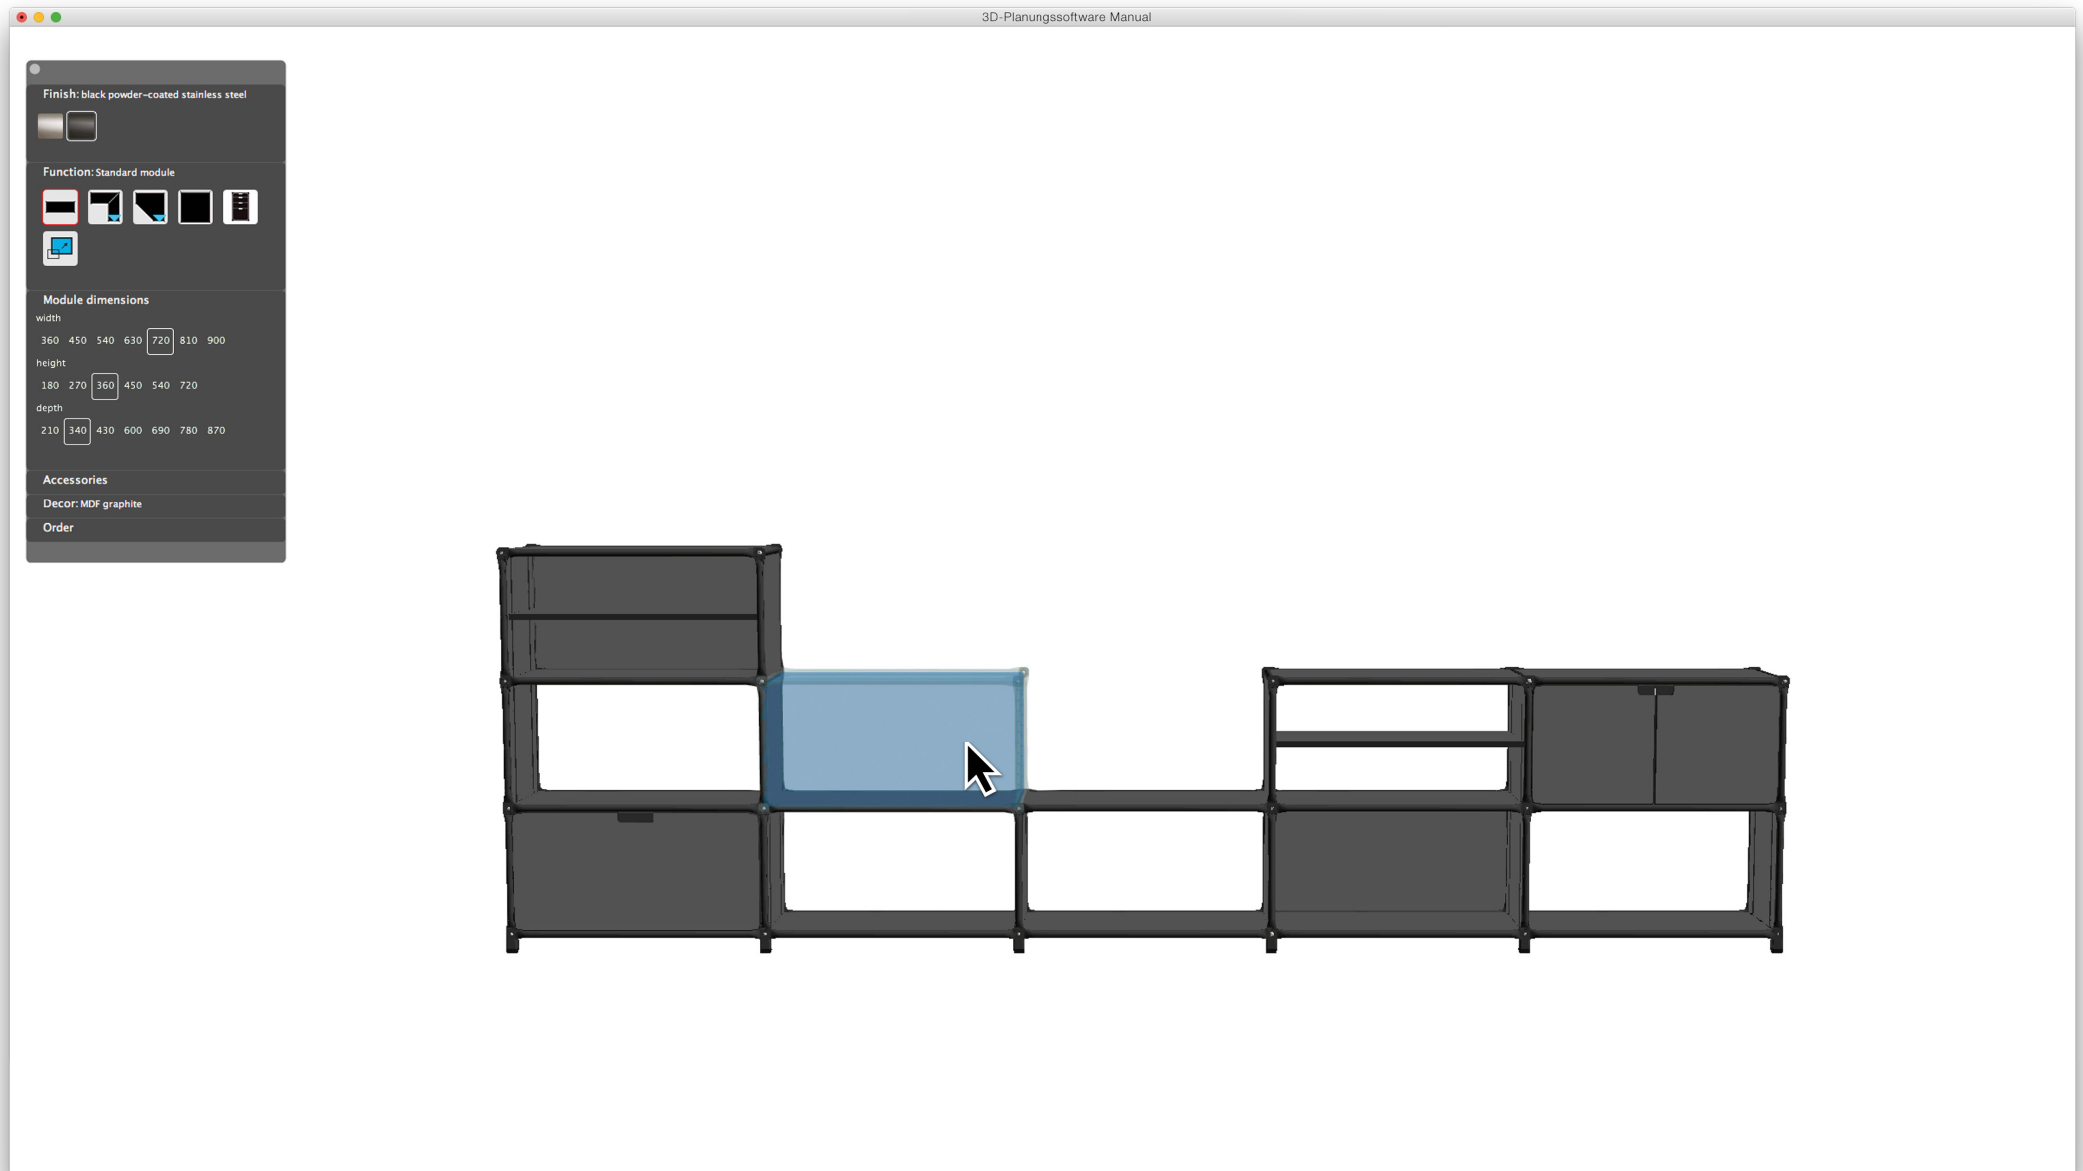 3D-Planungssoftware Manual
Finish: black powder-coated stainless steel
Function: Standard module
Module dimensions
width
360 450 540 630 720 810 900
height
180 270 360 450 540 720
depth
210 340 430 600 690 780 870
Accessories
Decor: MDF graphite
Order